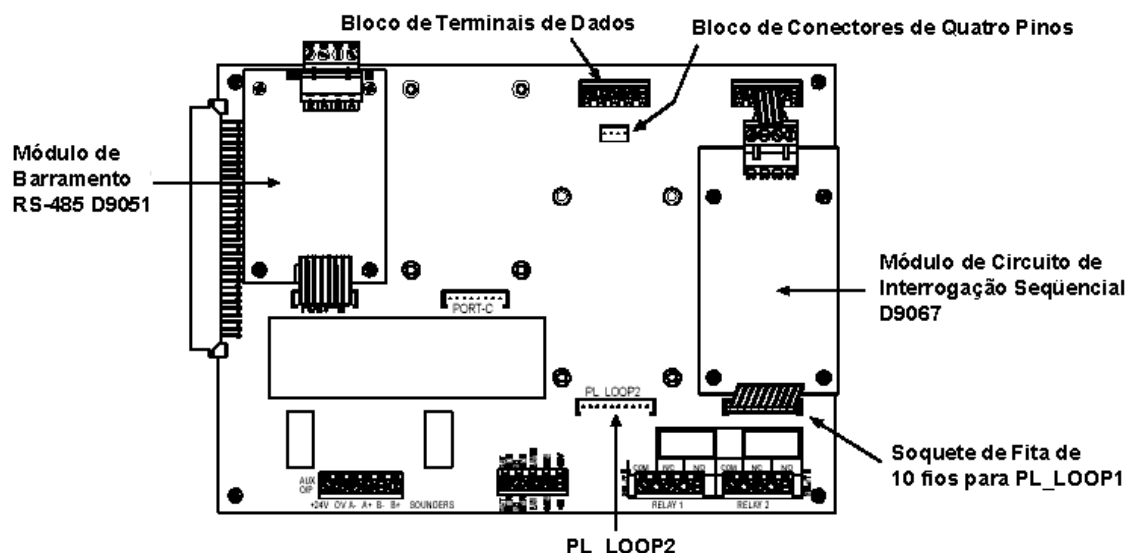 Bloco de Terminais de Dados
Bloco de Conectores de Quatro Pinos
Módulo de
Barramento
RS-485 D9051
Módulo de Circuito de
Interrogação Seqüencial
D9067
PORT-C
PL_LOOP2
Soquete de Fita de
10 fios para PL_LOOP1
COM NC NO COM NC NO
AUX
O/P
+24V 0V A- A+ B- B+ SOUNDERS
RELAY 1 RELAY 2
PL_LOOP2